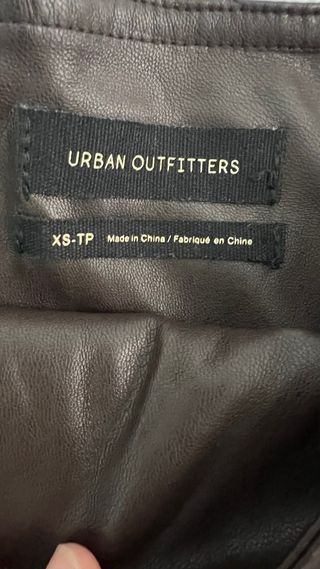 URBAN OUTFITTERS
XS-TP Made in China / Fabriqué en Chine